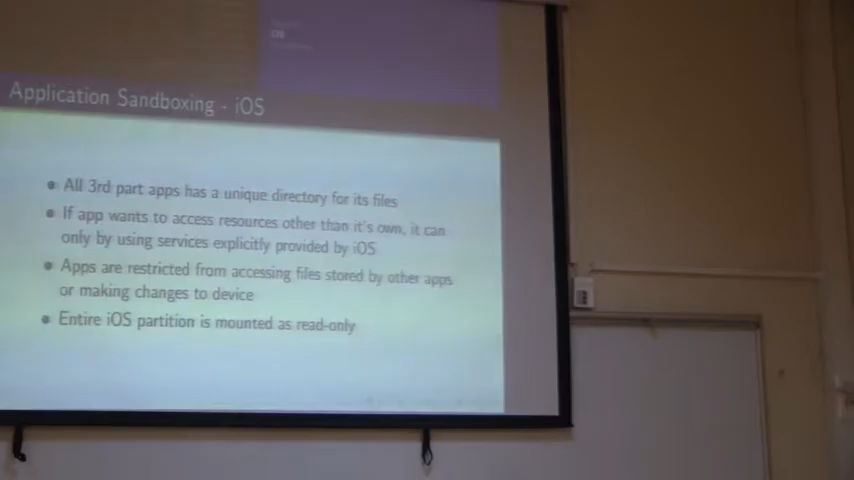 iOS
Application Sandboxing - iOS
All 3rd part apps has a unique directory for its files
If app wants to access resources other than it's own, it can
only by using services explicitly provided by iOS
Apps are restricted from accessing files stored by other apps
or making changes to device
Entire iOS partition is mounted as read-only